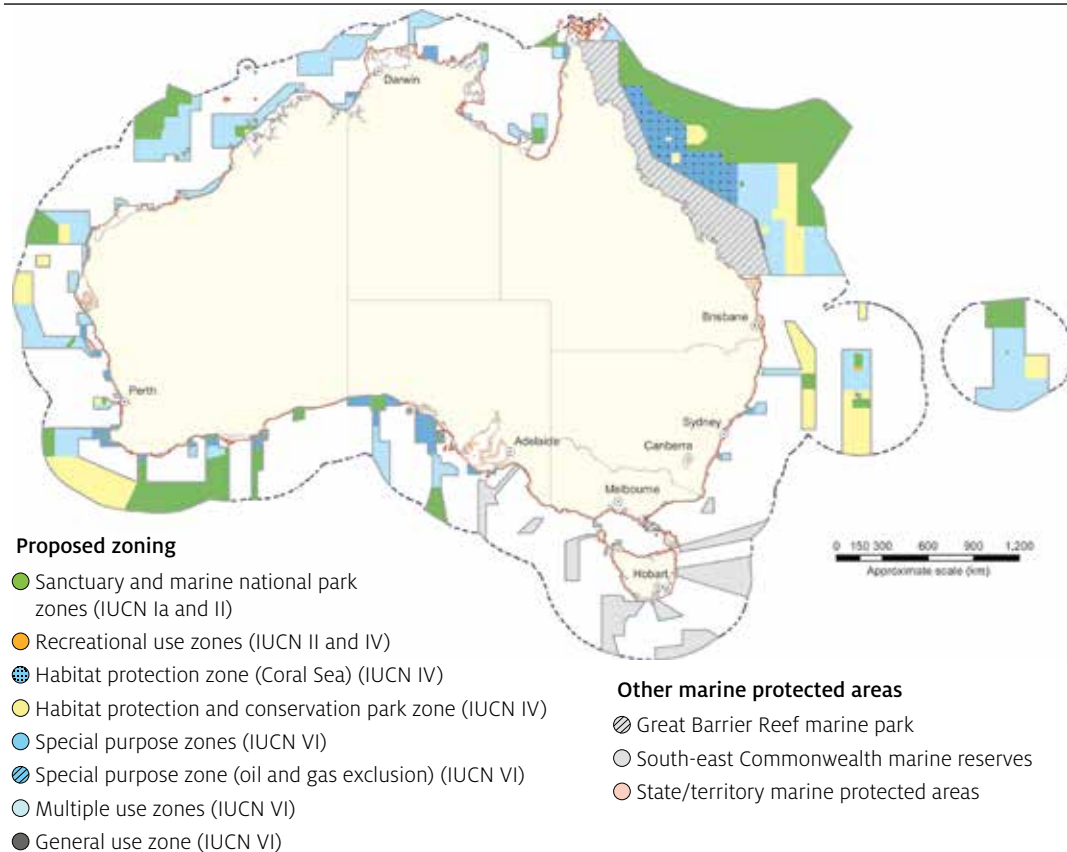 Darwin
Brisbane
Perth
Sydney
Adelaide
Canberra
Melbourne
Hobart
0 150 300 600 900 1,200
Approximate scale (km)
Proposed zoning
Sanctuary and marine national park
zones (IUCN Ia and II)
Recreational use zones (IUCN II and IV)
Habitat protection zone (Coral Sea) (IUCN IV)
Habitat protection and conservation park zone (IUCN IV)
Special purpose zones (IUCN VI)
Special purpose zone (oil and gas exclusion) (IUCN VI)
Multiple use zones (IUCN VI)
General use zone (IUCN VI)
Other marine protected areas
Great Barrier Reef marine park
South-east Commonwealth marine reserves
State/territory marine protected areas